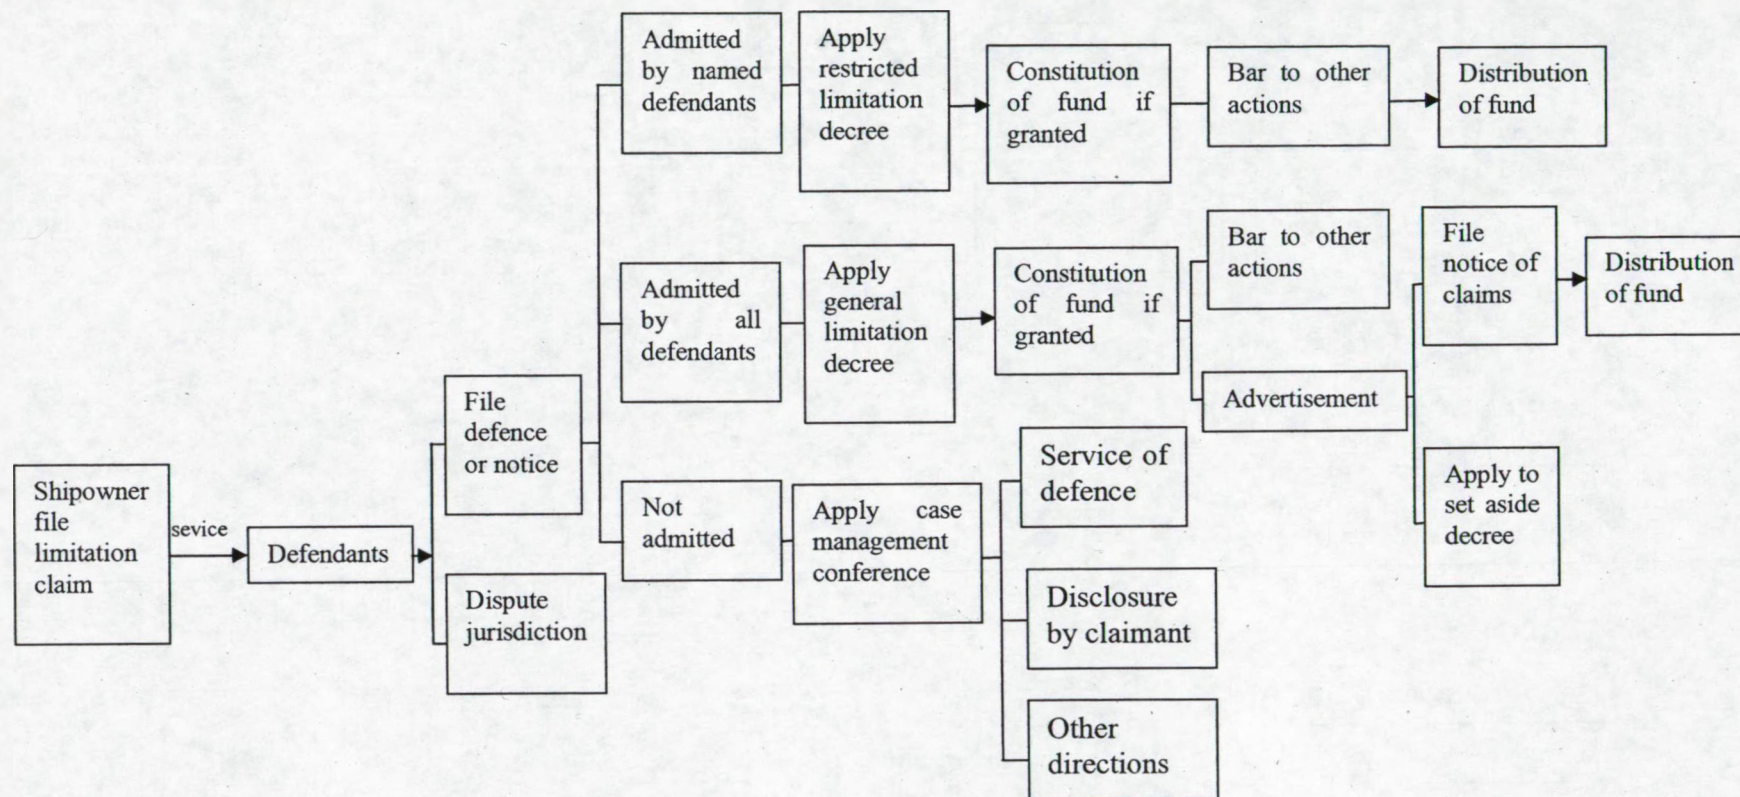 Shipowner
file
limitation
claim
sevice
Defendants
File
defence
or notice
Dispute
jurisdiction
Admitted
by named
defendants
Apply
restricted
limitation
decree
Constitution
of fund if
granted
Bar to other
actions
Distribution
of fund
Admitted
by all
defendants
Apply
general
limitation
decree
Constitution
of fund if
granted
Bar to other
actions
Advertisement
File
notice of
claims
Distribution
of fund
Apply to
set aside
decree
Not
admitted
Apply case
management
conference
Service of
defence
Disclosure
by claimant
Other
directions